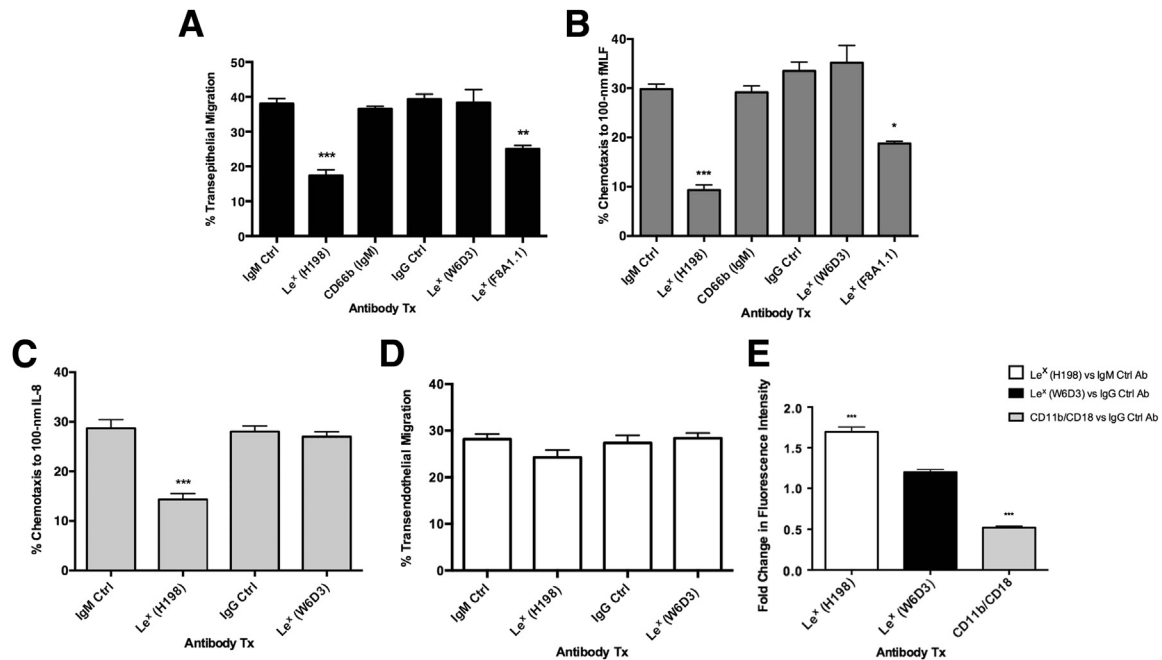 A
% Transepithelial Migration
50
40
30
20
10
0
***
**
IgM Ctrl
Leˣ (H198)
CD66b (IgM)
IgG Ctrl
Leˣ (W6D3)
Leˣ (F8A1.1)
Antibody Tx
B
% Chemotaxis to 100-nm fMLF
40
30
20
10
0
***
*
IgM Ctrl
Leˣ (H198)
CD66b (IgM)
IgG Ctrl
Leˣ (W6D3)
Leˣ (F8A1.1)
Antibody Tx
C
% Chemotaxis to 100-nm IL-8
40
30
20
10
0
***
IgM Ctrl
Leˣ (H198)
IgG Ctrl
Leˣ (W6D3)
Antibody Tx
D
% Transendothelial Migration
40
30
20
10
0
IgM Ctrl
Leˣ (H198)
IgG Ctrl
Leˣ (W6D3)
Antibody Tx
E
Leˣ (H198) vs IgM Ctrl Ab
Leˣ (W6D3) vs IgG Ctrl Ab
CD11b/CD18 vs IgG Ctrl Ab
Fold Change in Fluorescence Intensity
2.0
1.5
1.0
0.5
0.0
***
***
Leˣ (H198)
Leˣ (W6D3)
CD11b/CD18